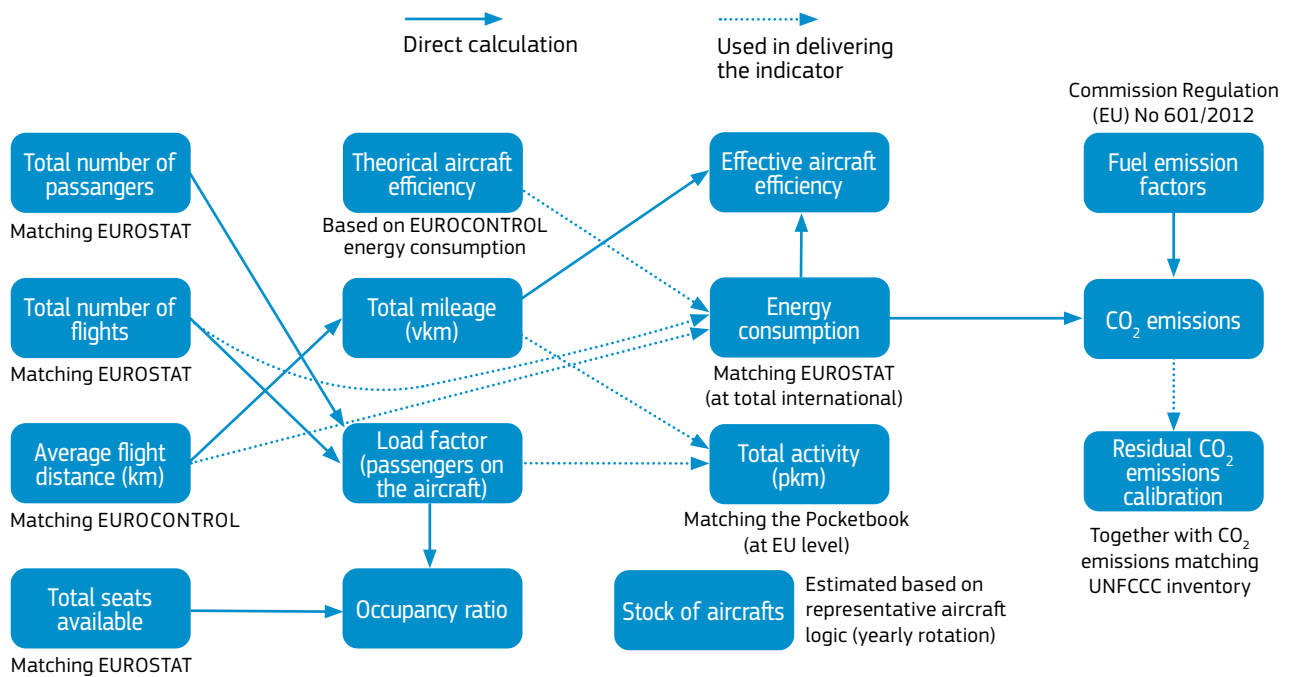 Direct calculation
Used in delivering
the indicator
Commission Regulation
(EU) No 601/2012
Total number of
passangers
Matching EUROSTAT
Theorical aircraft
efficiency
Based on EUROCONTROL
energy consumption
Effective aircraft
efficiency
Fuel emission
factors
Total number of
flights
Matching EUROSTAT
Total mileage
(vkm)
Energy
consumption
Matching EUROSTAT
(at total international)
CO₂ emissions
Average flight
distance (km)
Matching EUROCONTROL
Load factor
(passengers on
the aircraft)
Total activity
(pkm)
Matching the Pocketbook
(at EU level)
Residual CO₂
emissions
calibration
Together with CO₂
emissions matching
UNFCCC inventory
Total seats
available
Matching EUROSTAT
Occupancy ratio
Stock of aircrafts
Estimated based on
representative aircraft
logic (yearly rotation)